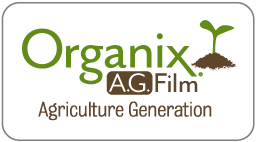 Organix
A.G. Film
Agriculture Generation